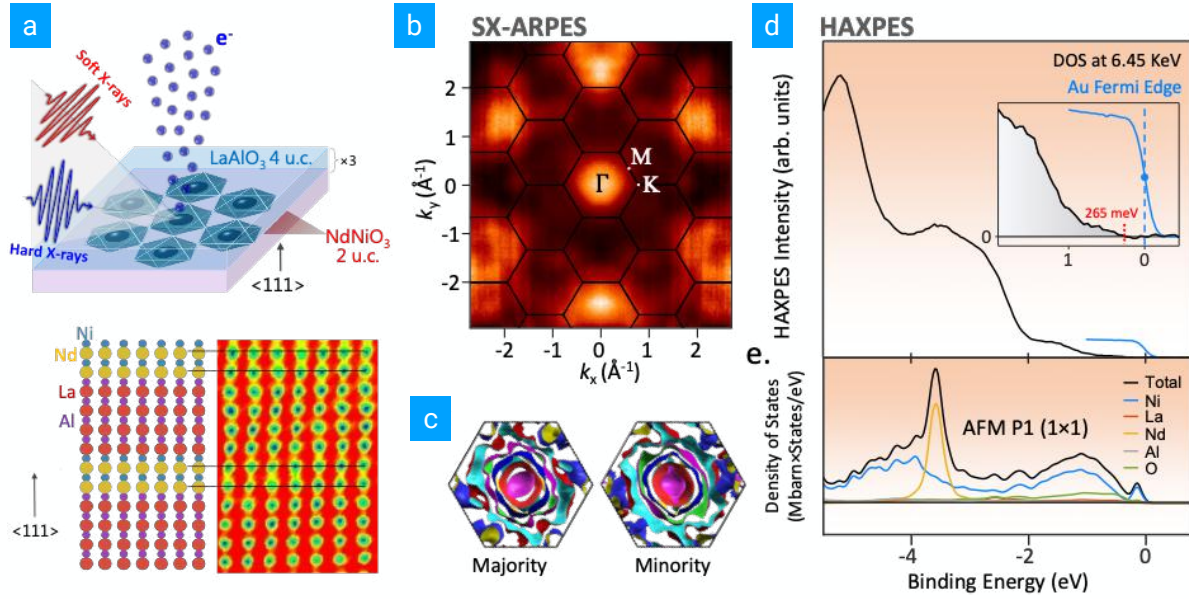 a
Soft X-rays
e-
LaAlO3 4 u.c.
×3
Hard X-rays
NdNiO3
2 u.c.
<111>
Ni
Nd
La
Al
<111>
b
SX-ARPES
ky (Å-1)
2
1
0
-1
-2
M
Γ
K
-2 -1 0 1 2
kx (Å-1)
c
Majority
Minority
d
HAXPES
HAXPES Intensity (arb. units)
DOS at 6.45 KeV
Au Fermi Edge
265 meV
0
1 0
e.
Density of States
(Mbarn×States/eV)
AFM P1 (1×1)
Total
Ni
La
Nd
Al
O
-4 -2 0
Binding Energy (eV)